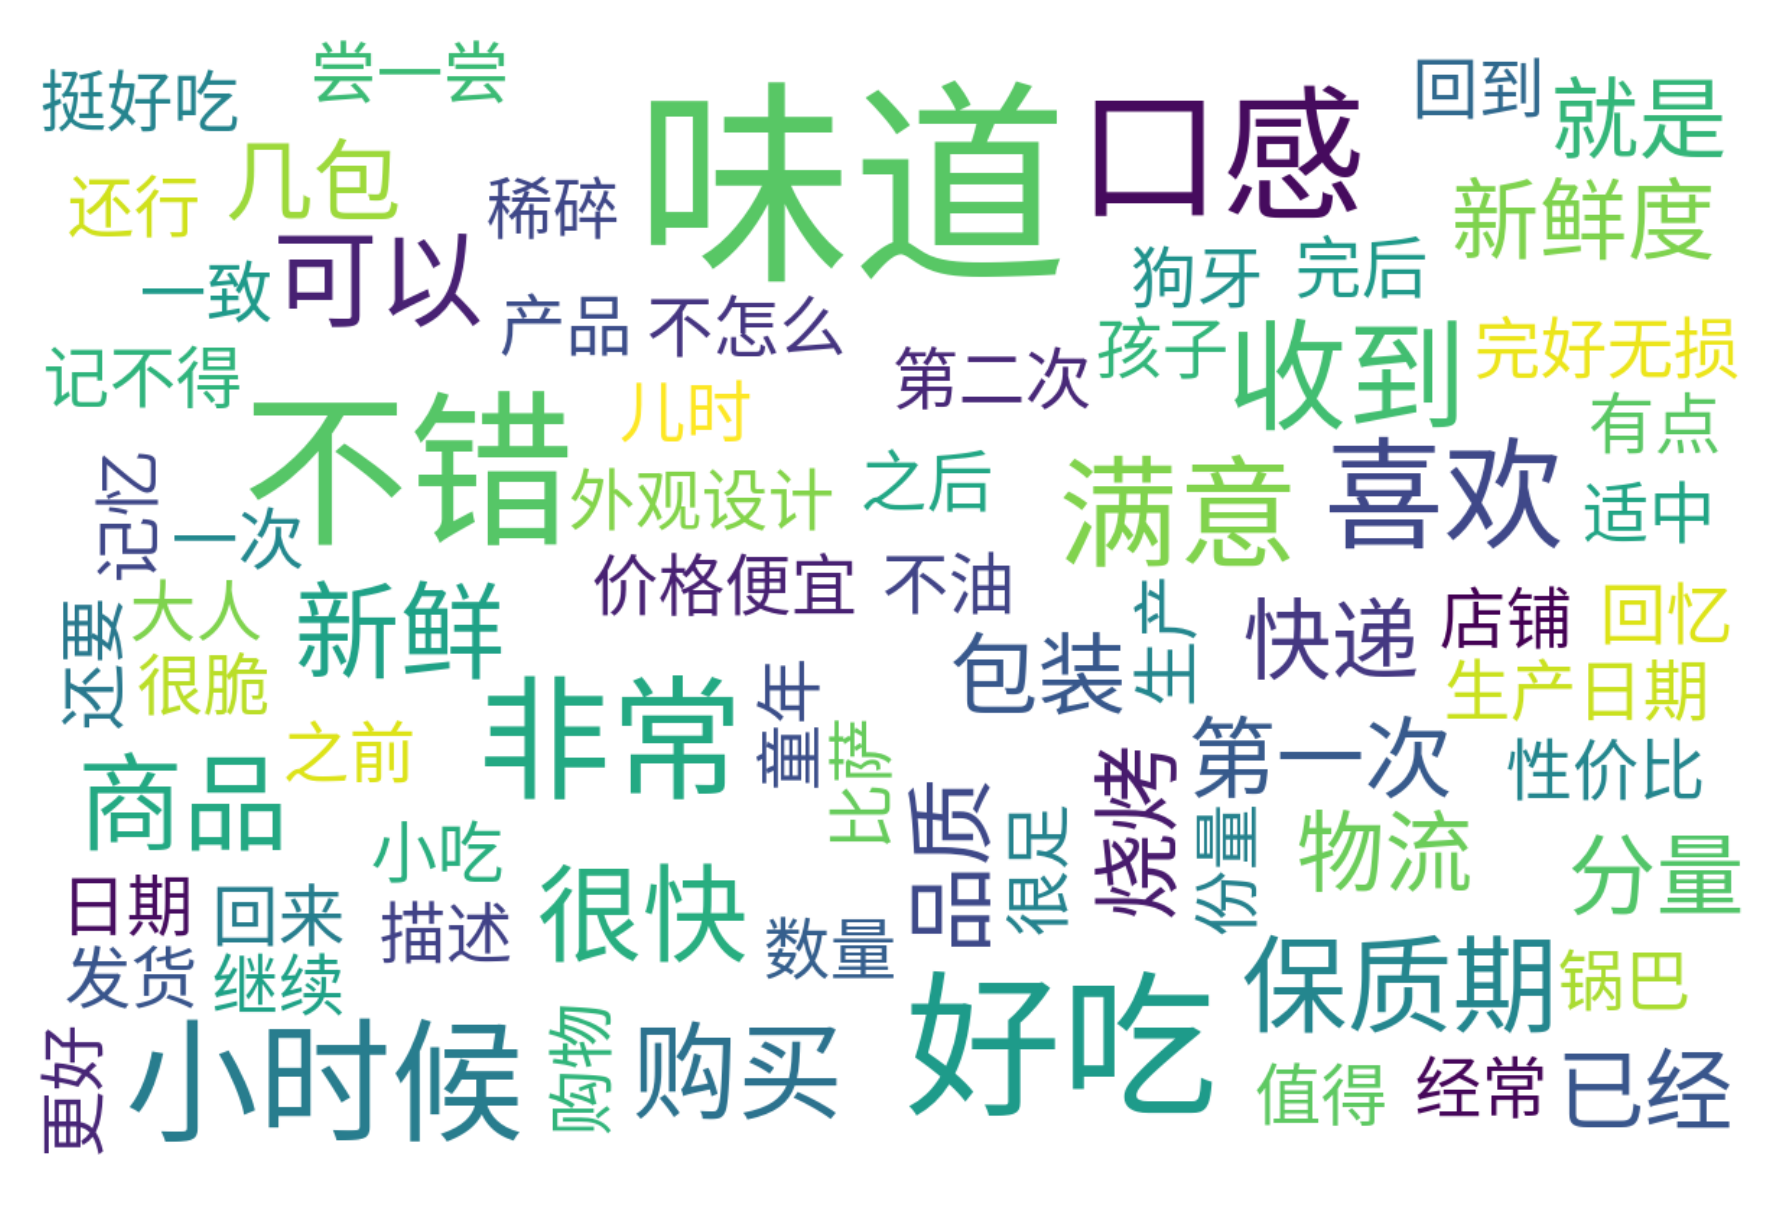 尝一尝
挺好吃
味道
口感
回到
就是
几包
还行
稀碎
新鲜度
可以
一致
产品
不怎么
狗牙
完后
记不得
第二次
孩子
收到
完好无损
不错
儿时
有点
记忆
一次
外观设计
之后
满意
喜欢
适中
价格便宜
不油
还要
大人
新鲜
生产
快递
店铺
回忆
很脆
包装
生产日期
之前
非常
童年
比萨
第一次
性价比
商品
小吃
品质
很足
烧烤
份量
物流
分量
日期
回来
描述
很快
数量
发货
继续
保质期
锅巴
更好
小时候
购物
购买
好吃
值得
经常
已经